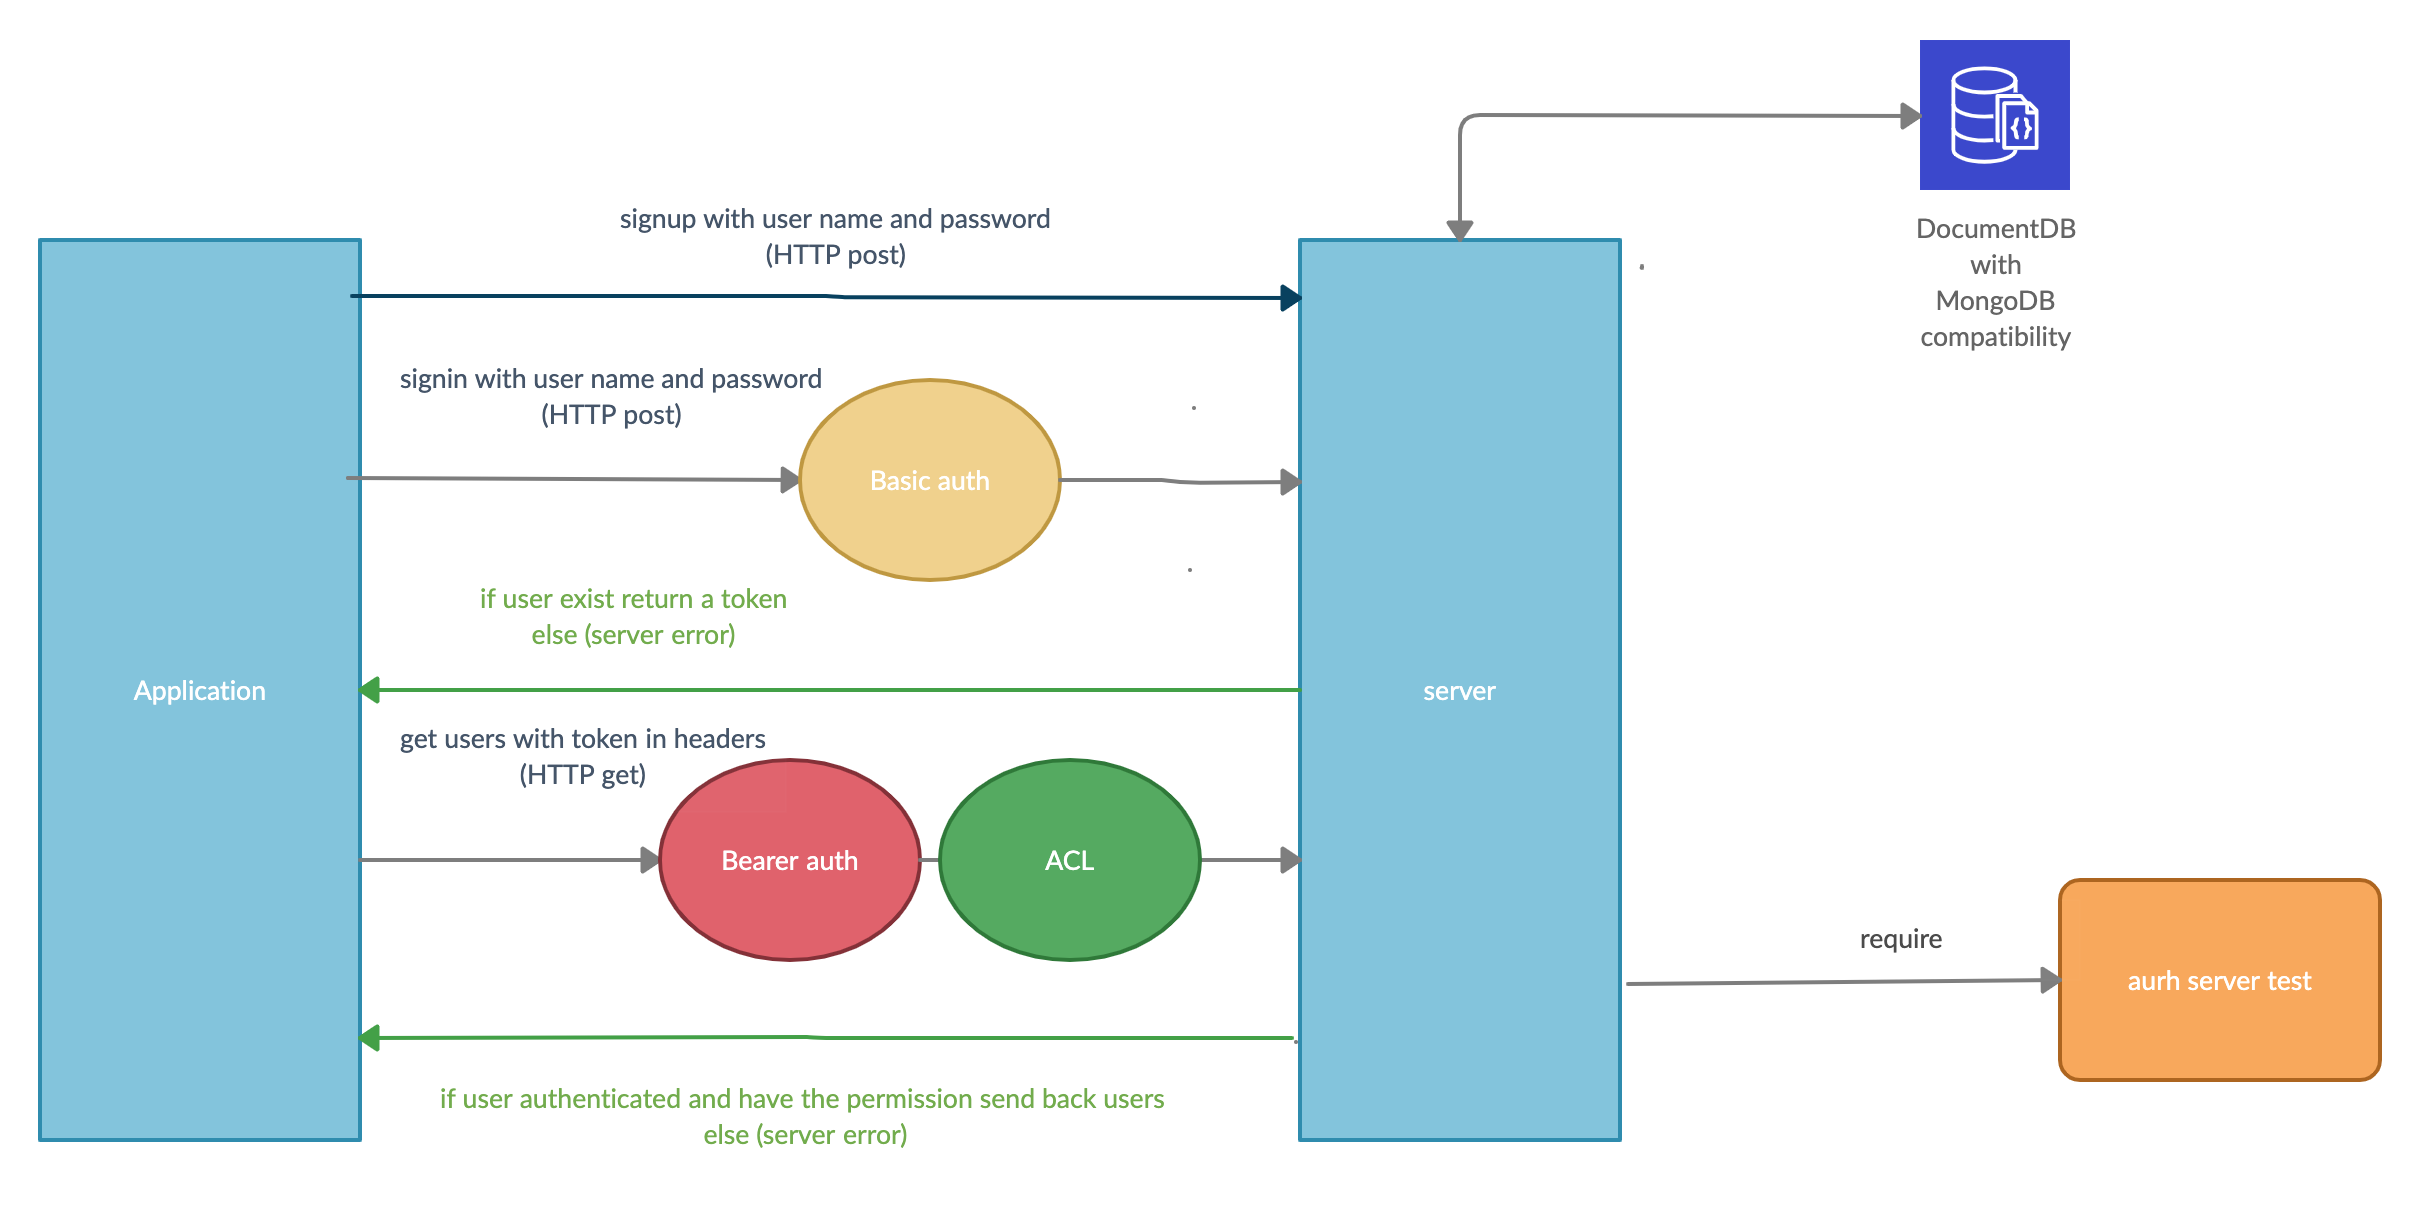 signup with user name and password
(HTTP post)
DocumentDB
with
MongoDB
compatibility
signin with user name and password
(HTTP post)
Basic auth
if user exist return a token
else (server error)
Application
server
get users with token in headers
(HTTP get)
Bearer auth
ACL
require
aurh server test
if user authenticated and have the permission send back users
else (server error)